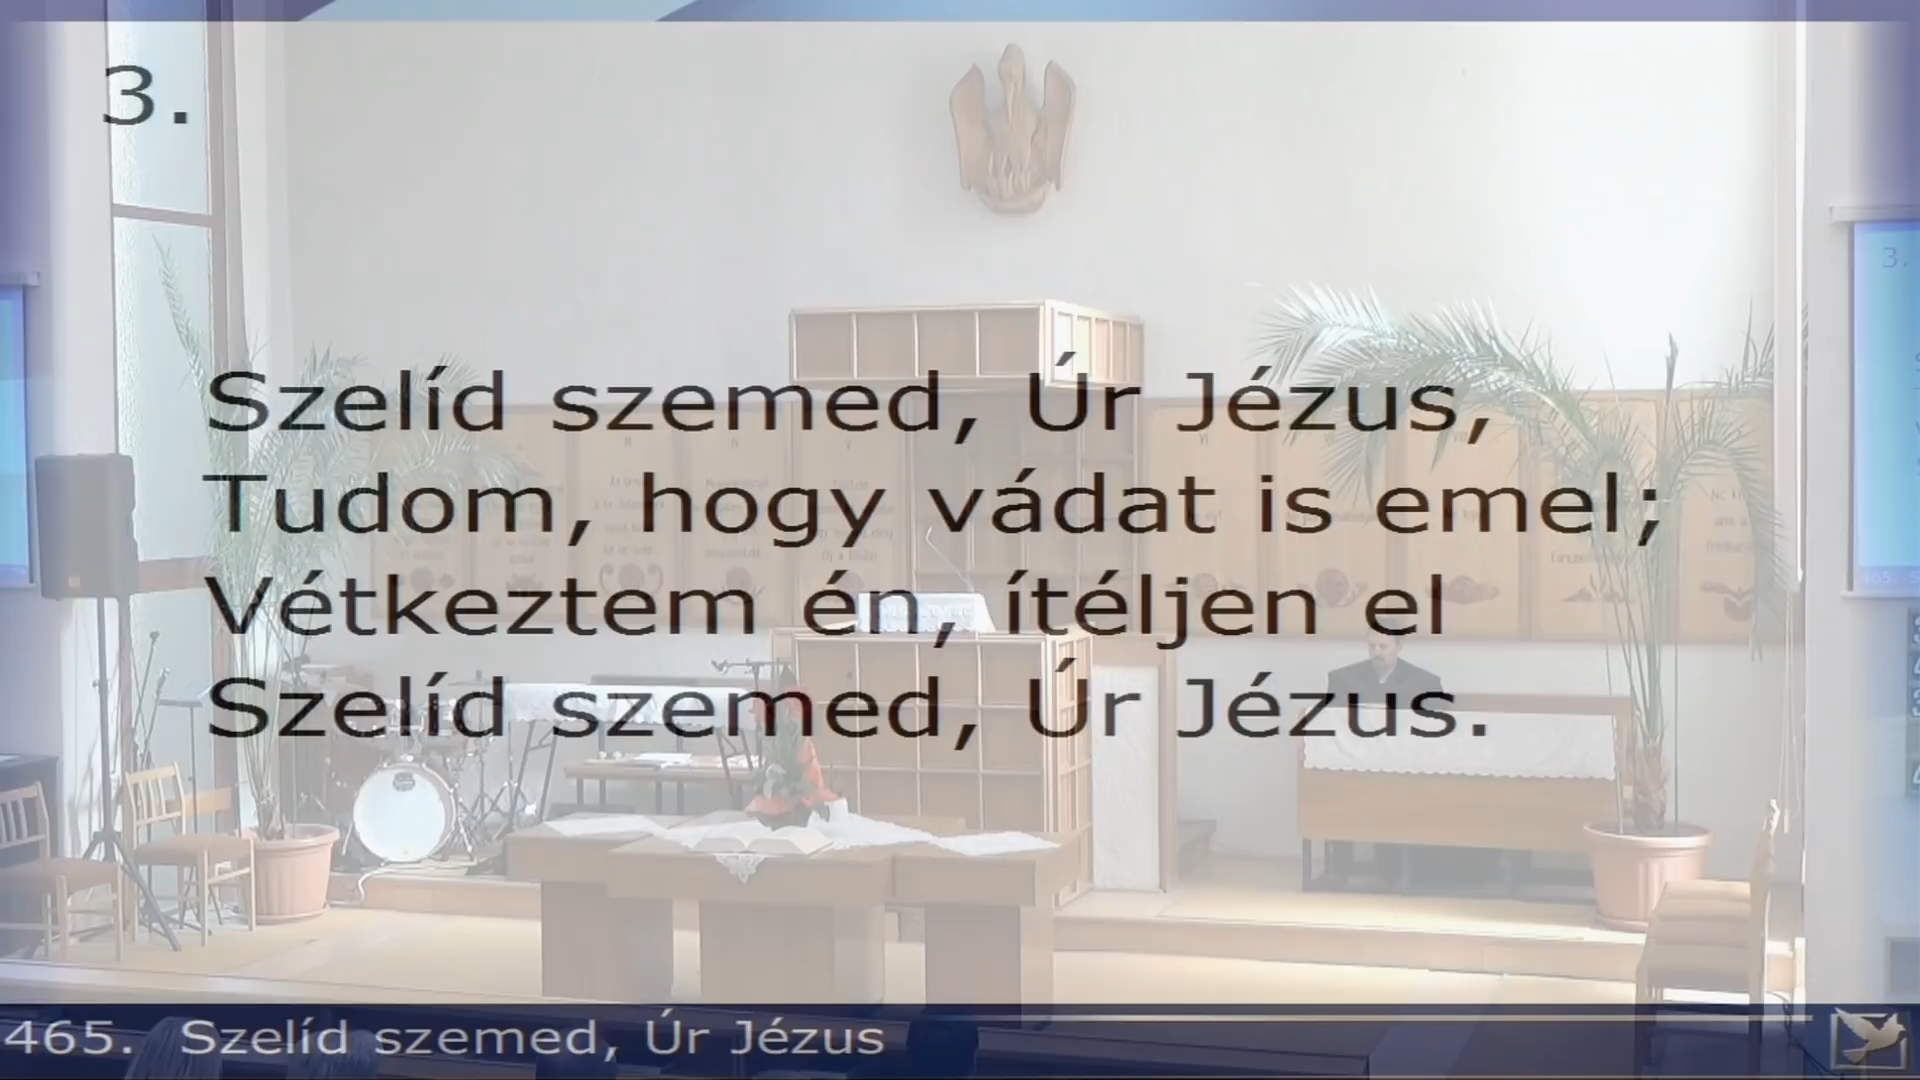 3.
Szelíd szemed, Úr Jézus,
Tudom, hogy vádat is emel;
Vétkeztem én, ítéljen el
Szelíd szemed, Úr Jézus.
465. Szelíd szemed, Úr Jézus
3.